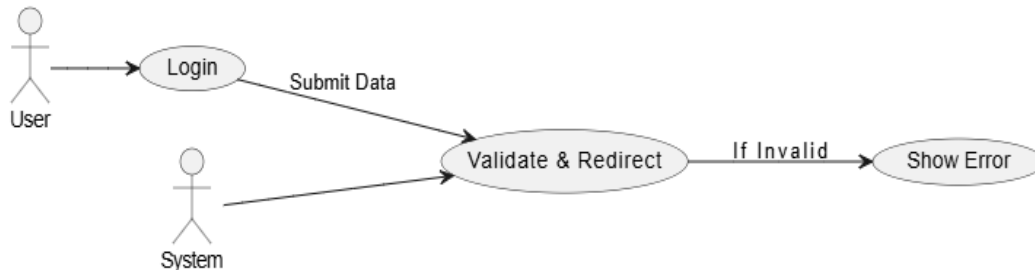 User
Login
Submit Data
System
Validate & Redirect
If Invalid
Show Error